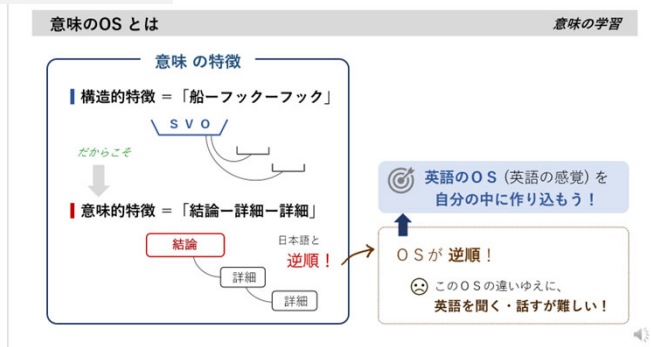 意味のOS とは
意味の学習
意味 の特徴
構造的特徴 ＝「船ーフックーフック」
S V O
だからこそ
意味的特徴 ＝「結論ー詳細ー詳細」
結論
詳細
詳細
日本語と
逆順！
英語のＯＳ（英語の感覚）を
自分の中に作り込もう！
ＯＳが 逆順！
このＯＳの違いゆえに、
英語を聞く・話すが難しい！